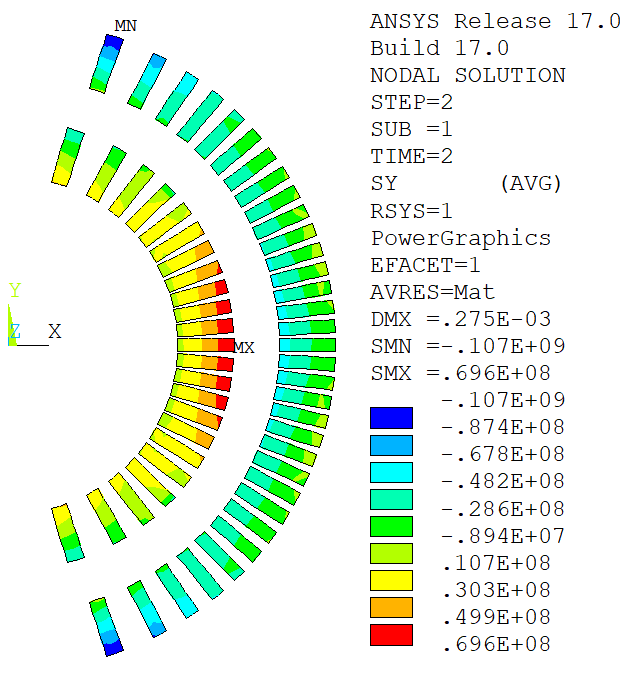 MN
ANSYS Release 17.0
Build 17.0
NODAL SOLUTION
STEP=2
SUB =1
TIME=2
SY (AVG)
RSYS=1
PowerGraphics
EFACET=1
AVRES=Mat
DMX =.275E-03
SMN =-.107E+09
SMX =.696E+08
Y
Z X
MX
-.107E+09
-.874E+08
-.678E+08
-.482E+08
-.286E+08
-.894E+07
.107E+08
.303E+08
.499E+08
.696E+08